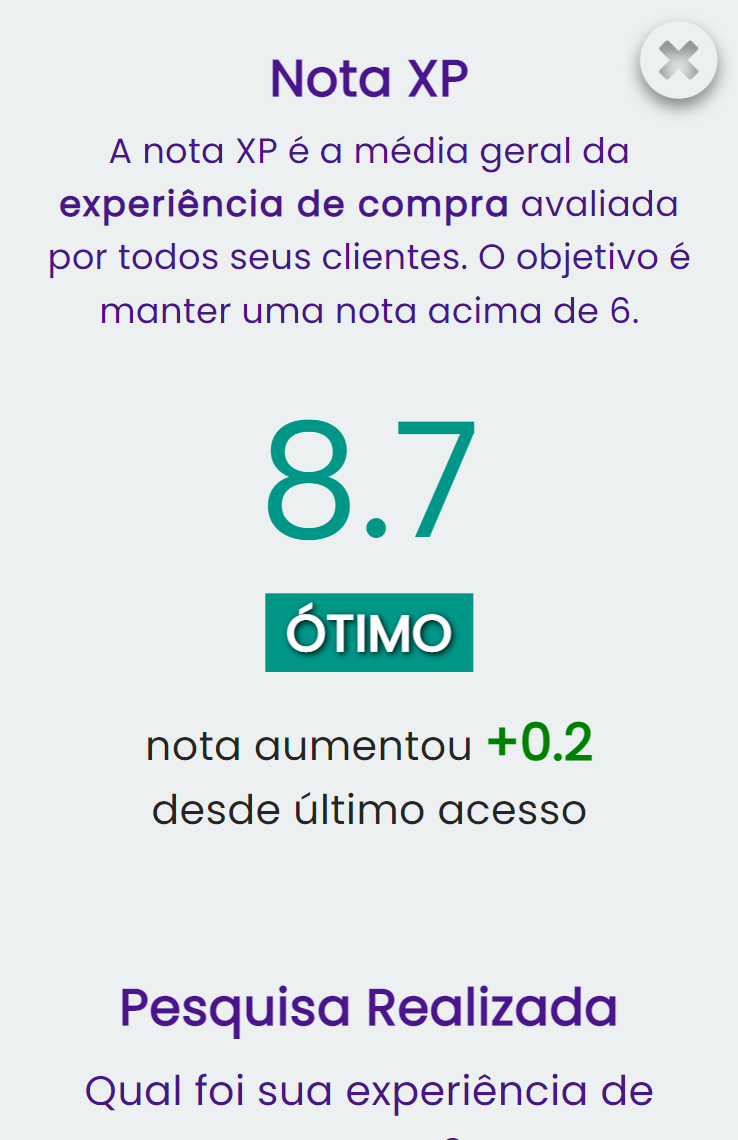 Nota XP
A nota XP é a média geral da
experiência de compra avaliada
por todos seus clientes. O objetivo é
manter uma nota acima de 6.
8.7
ÓTIMO
nota aumentou +0.2
desde último acesso
Pesquisa Realizada
Qual foi sua experiência de